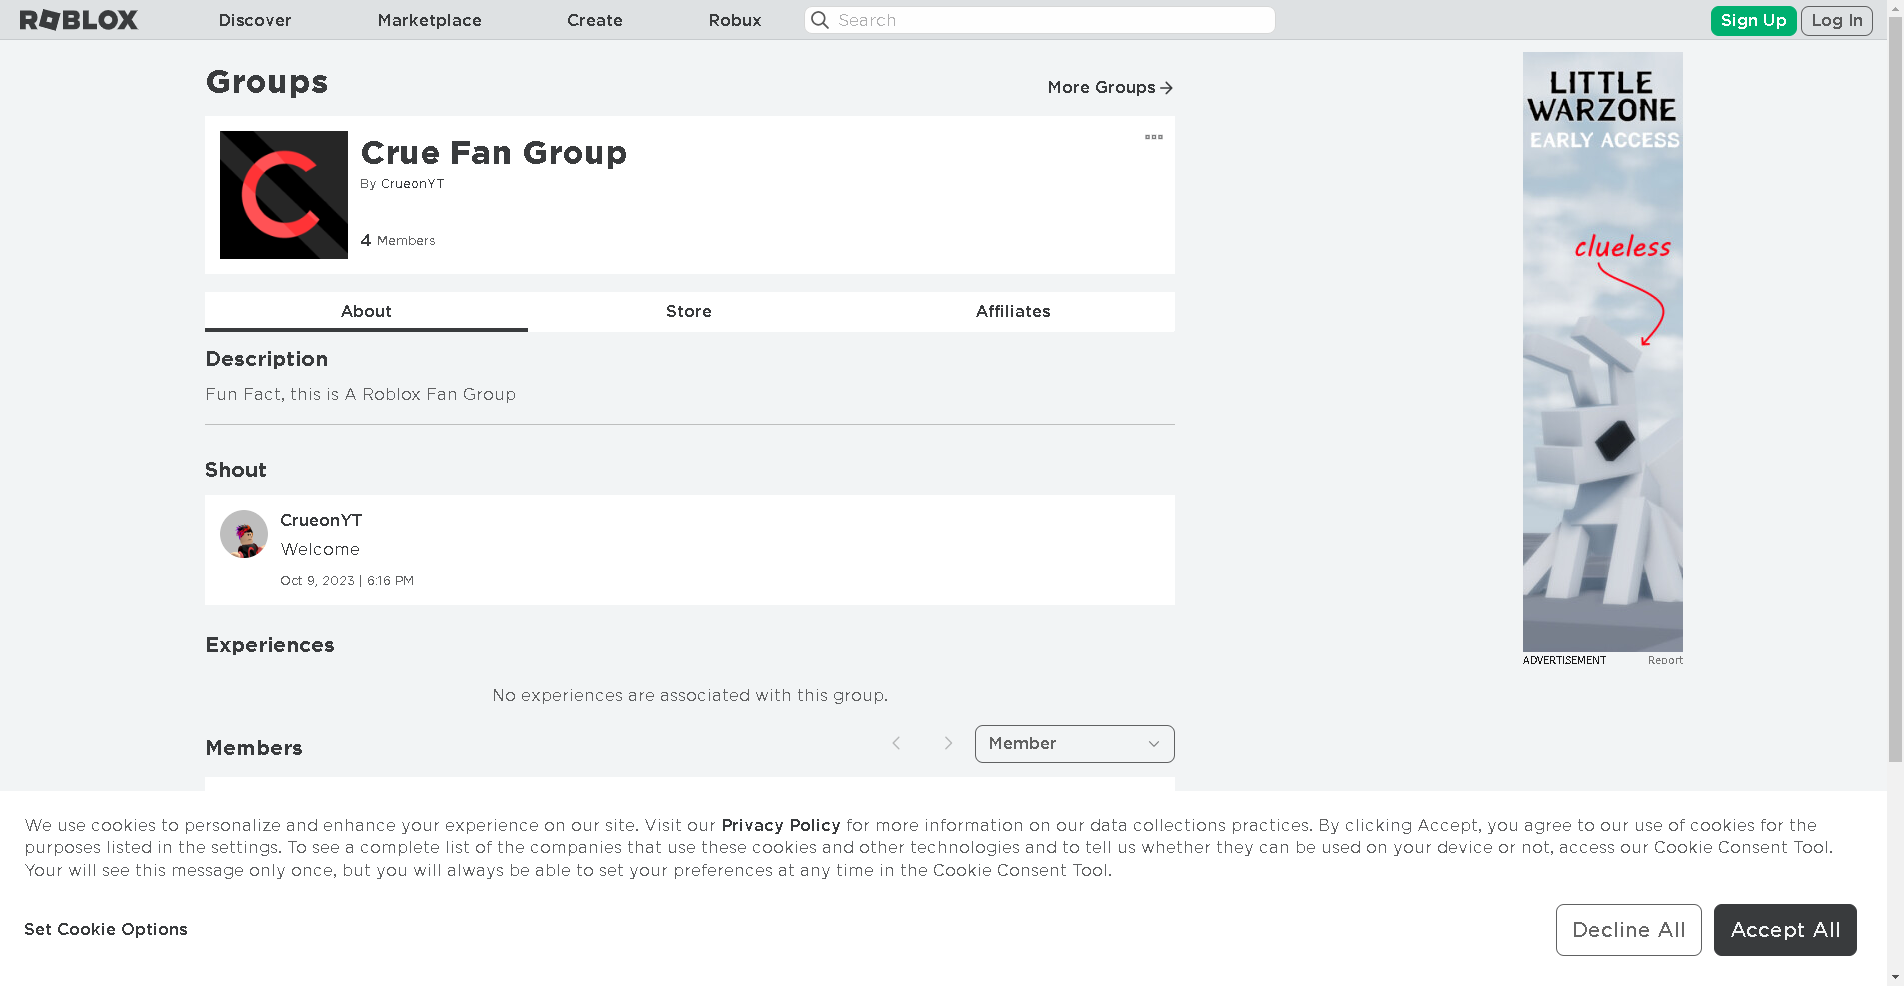 ROBLOX
Discover
Marketplace
Create
Robux
Search
Sign Up
Log In
Groups
More Groups
Crue Fan Group
By CrueonYT
4 Members
About
Store
Affiliates
Description
Fun Fact, this is A Roblox Fan Group
Shout
CrueonYT
Welcome
Oct 9, 2023 | 6:16 PM
Experiences
No experiences are associated with this group.
Members
Member
LITTLE
WARZONE
EARLY ACCESS
clueless
ADVERTISEMENT
Report
We use cookies to personalize and enhance your experience on our site. Visit our Privacy Policy for more information on our data collections practices. By clicking Accept, you agree to our use of cookies for the
purposes listed in the settings. To see a complete list of the companies that use these cookies and other technologies and to tell us whether they can be used on your device or not, access our Cookie Consent Tool.
Your will see this message only once, but you will always be able to set your preferences at any time in the Cookie Consent Tool.
Set Cookie Options
Decline All
Accept All